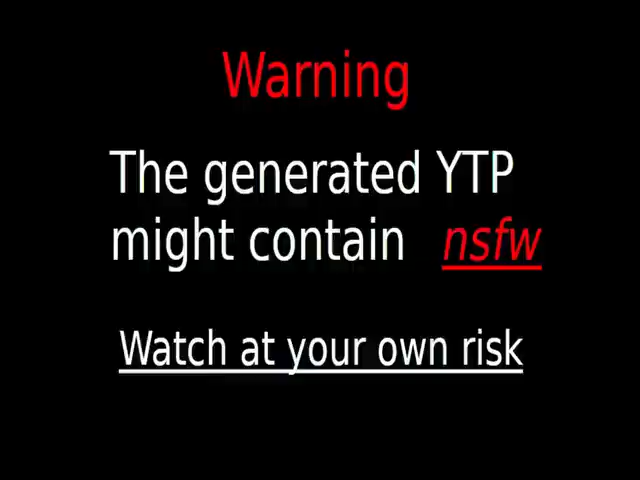 Warning
The generated YTP
might contain nsfw
Watch at your own risk